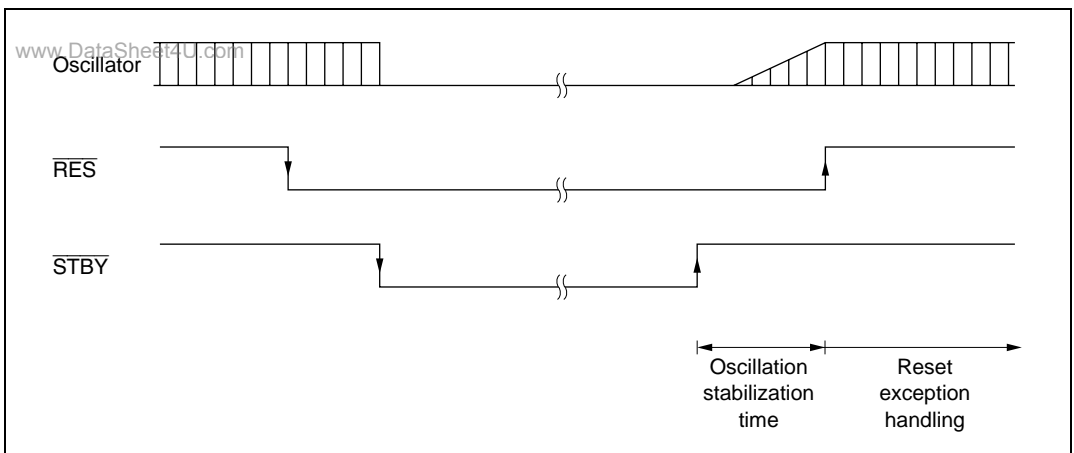 www.DataSheet4U.com
Oscillator
RES
STBY
Oscillation
stabilization
time
Reset
exception
handling